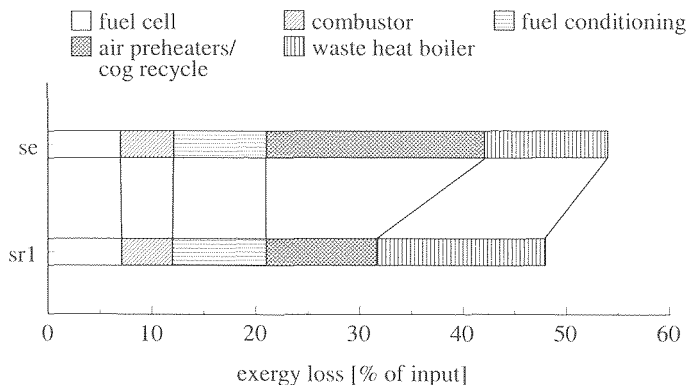 fuel cell
combustor
fuel conditioning
air preheaters/
cog recycle
waste heat boiler
se
sr1
0 10 20 30 40 50 60
exergy loss [% of input]